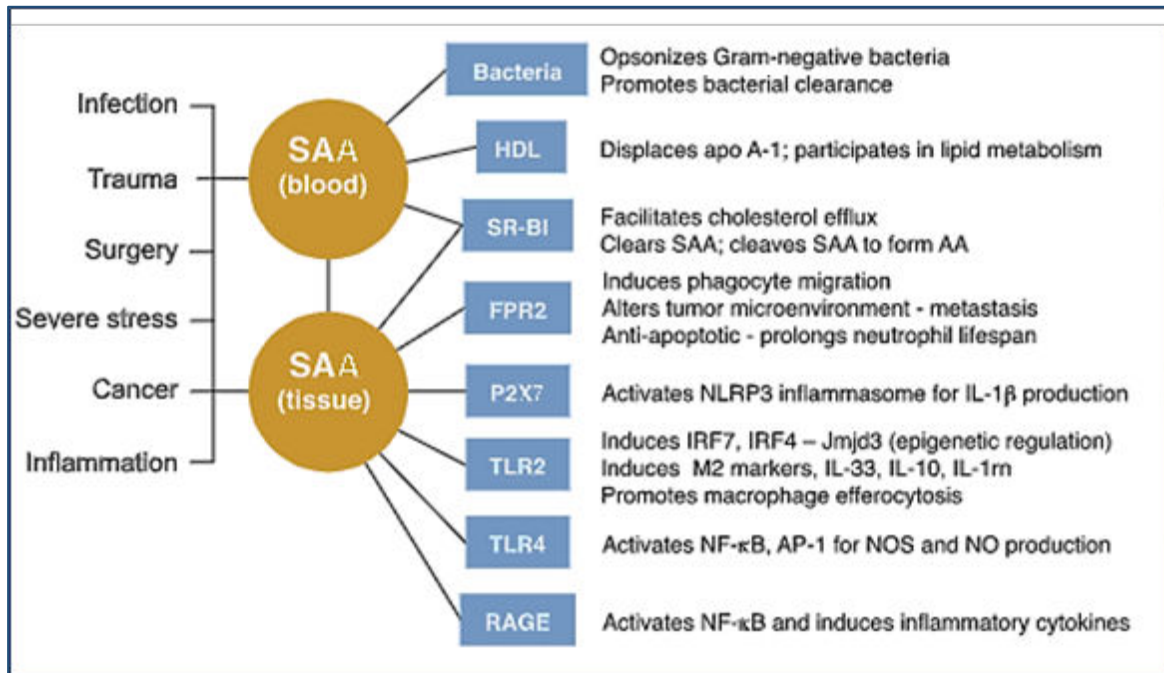 Infection
Trauma
Surgery
Severe stress
Cancer
Inflammation
SAA
(blood)
SAA
(tissue)
Bacteria
Opsonizes Gram-negative bacteria
Promotes bacterial clearance
HDL
Displaces apo A-1; participates in lipid metabolism
SR-BI
Facilitates cholesterol efflux
Clears SAA; cleaves SAA to form AA
FPR2
Induces phagocyte migration
Alters tumor microenvironment - metastasis
Anti-apoptotic - prolongs neutrophil lifespan
P2X7
Activates NLRP3 inflammasome for IL-1β production
TLR2
Induces IRF7, IRF4 – Jmjd3 (epigenetic regulation)
Induces M2 markers, IL-33, IL-10, IL-1rn
Promotes macrophage efferocytosis
TLR4
Activates NF-κB, AP-1 for NOS and NO production
RAGE
Activates NF-κB and induces inflammatory cytokines